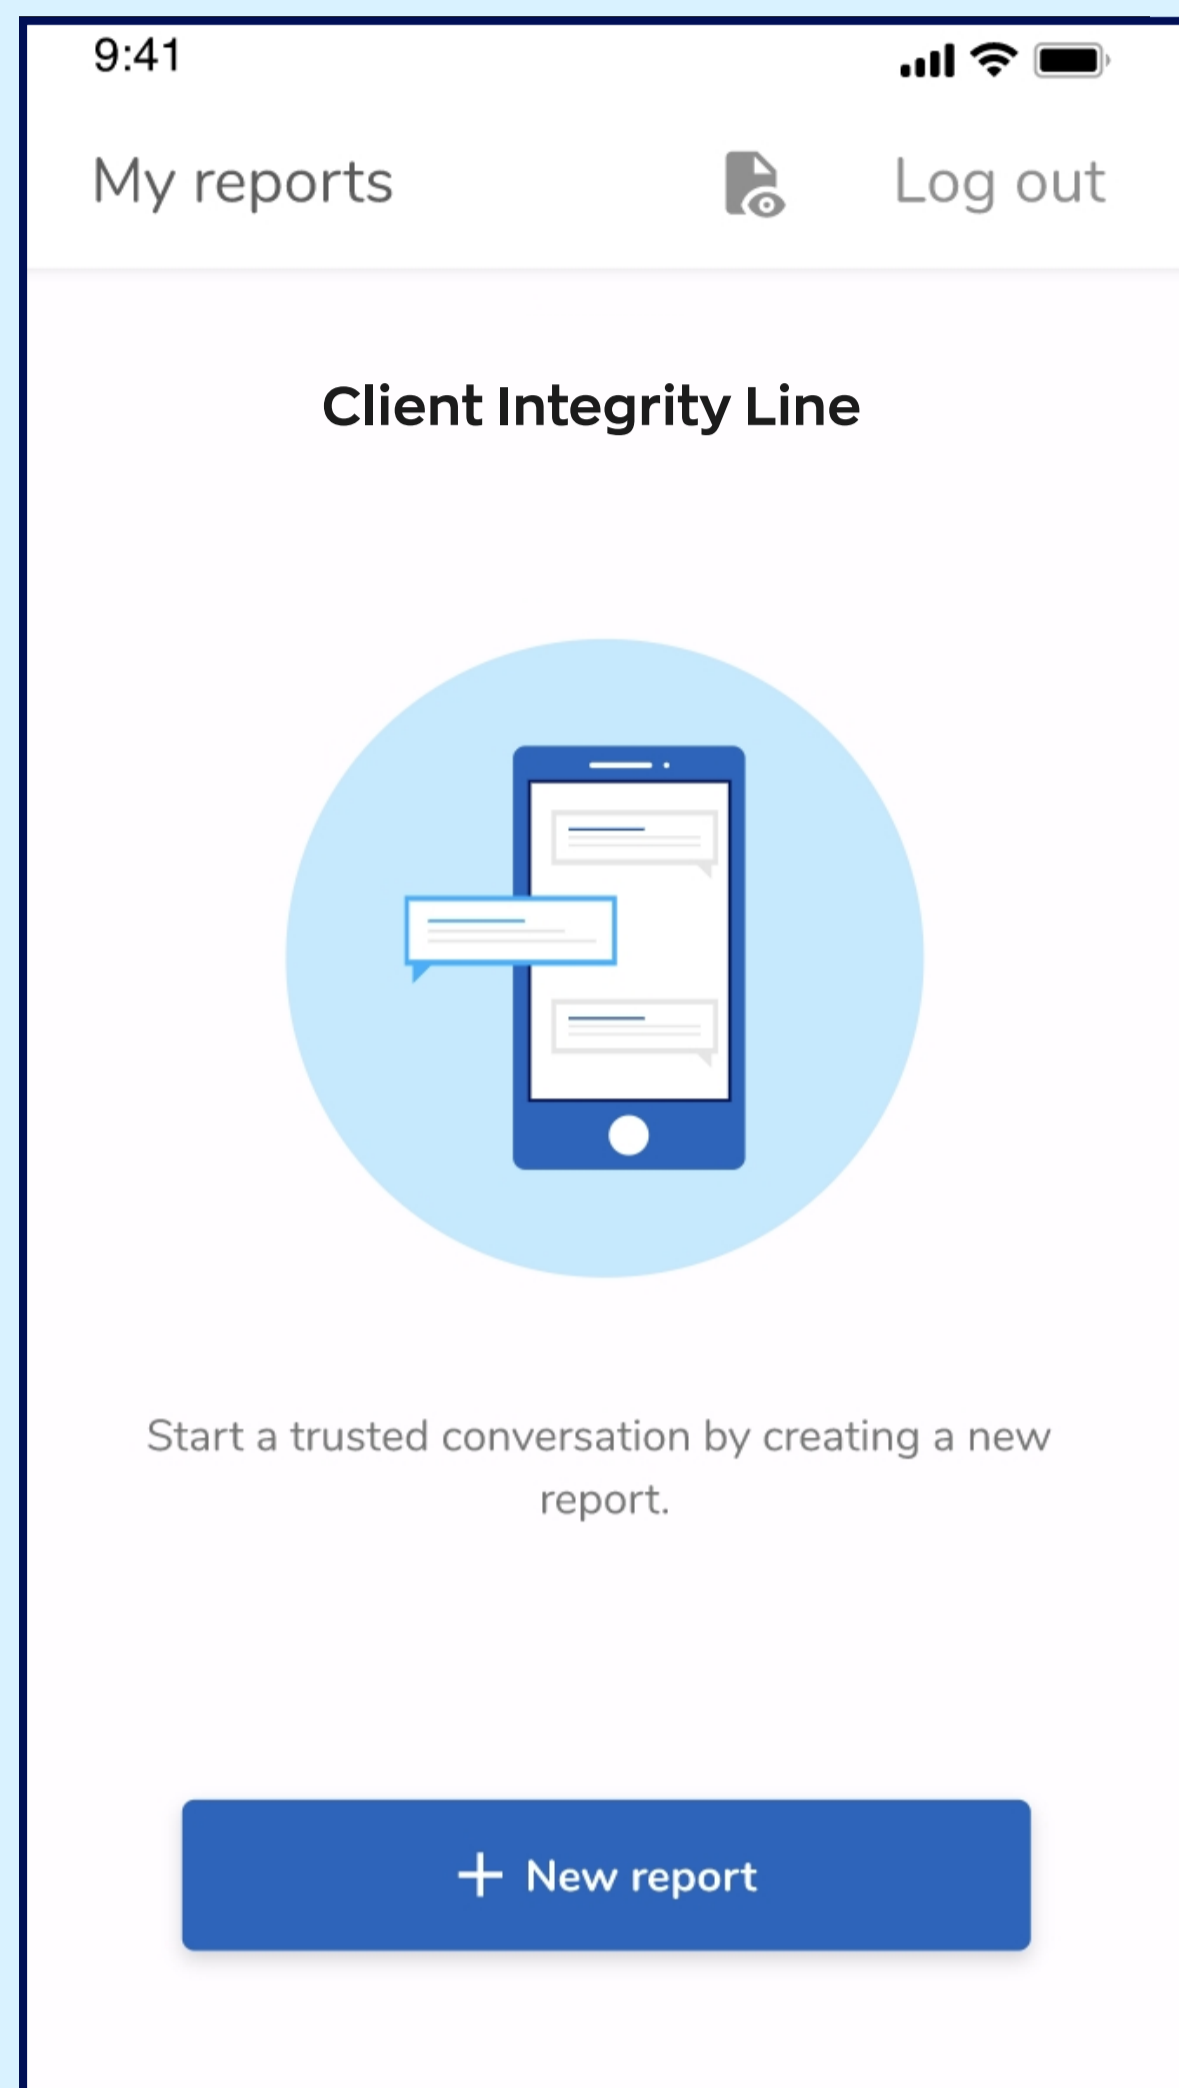 9:41
My reports
Log out
Client Integrity Line
Start a trusted conversation by creating a new
report.
+ New report